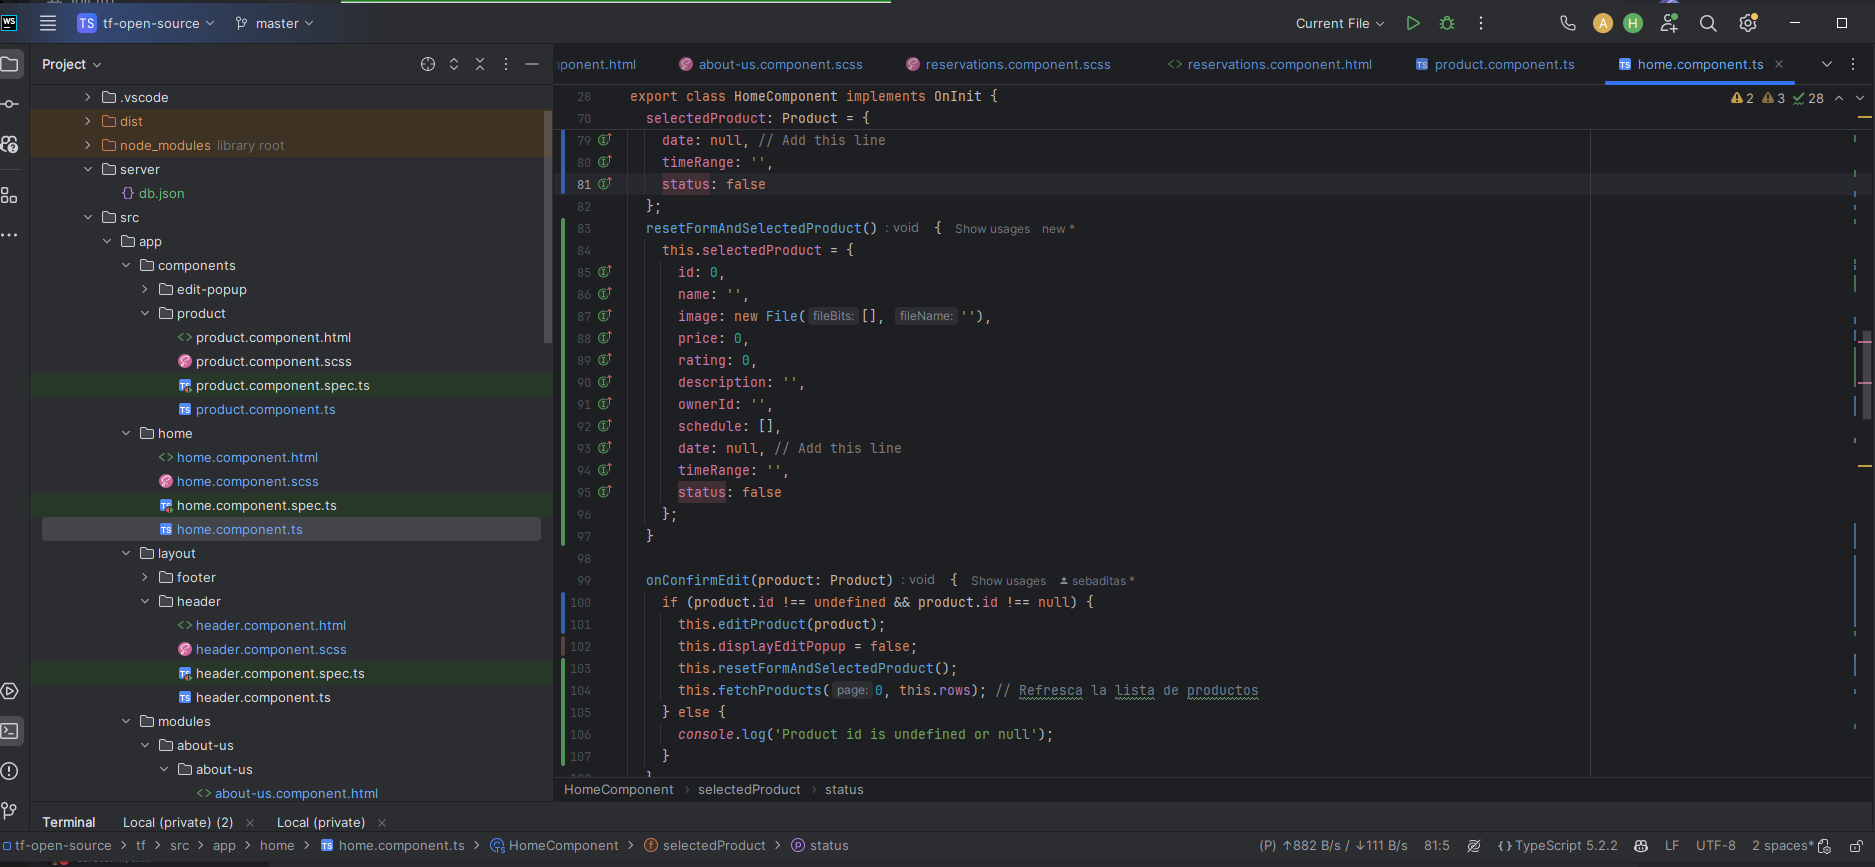 WS
TS tf-open-source
master
Current File
A
H
Project
ponent.html
about-us.component.scss
reservations.component.scss
reservations.component.html
product.component.ts
home.component.ts
.vscode
dist
node_modules library root
server
db.json
src
app
components
edit-popup
product
product.component.html
product.component.scss
product.component.spec.ts
product.component.ts
home
home.component.html
home.component.scss
home.component.spec.ts
home.component.ts
layout
footer
header
header.component.html
header.component.scss
header.component.spec.ts
header.component.ts
modules
about-us
about-us
about-us.component.html
2 3 28
28 export class HomeComponent implements OnInit {
70 selectedProduct: Product = {
79 date: null, // Add this line
80 timeRange: '',
81 status: false
82 };
83 resetFormAndSelectedProduct() : void { Show usages new *
84 this.selectedProduct = {
85 id: 0,
86 name: '',
87 image: new File( fileBits: [], fileName: ''),
88 price: 0,
89 rating: 0,
90 description: '',
91 ownerId: '',
92 schedule: [],
93 date: null, // Add this line
94 timeRange: '',
95 status: false
96 };
97 }
98
99 onConfirmEdit(product: Product) : void { Show usages sebaditas *
100 if (product.id !== undefined && product.id !== null) {
101 this.editProduct(product);
102 this.displayEditPopup = false;
103 this.resetFormAndSelectedProduct();
104 this.fetchProducts( page: 0, this.rows); // Refresca la lista de productos
105 } else {
106 console.log('Product id is undefined or null');
107 }
HomeComponent > selectedProduct > status
Terminal Local (private) (2) × Local (private) ×
tf-open-source > tf > src > app > home > home.component.ts > HomeComponent > selectedProduct > status
(P) ↑882 B/s / ↓111 B/s 81:5 {} TypeScript 5.2.2 LF UTF-8 2 spaces*